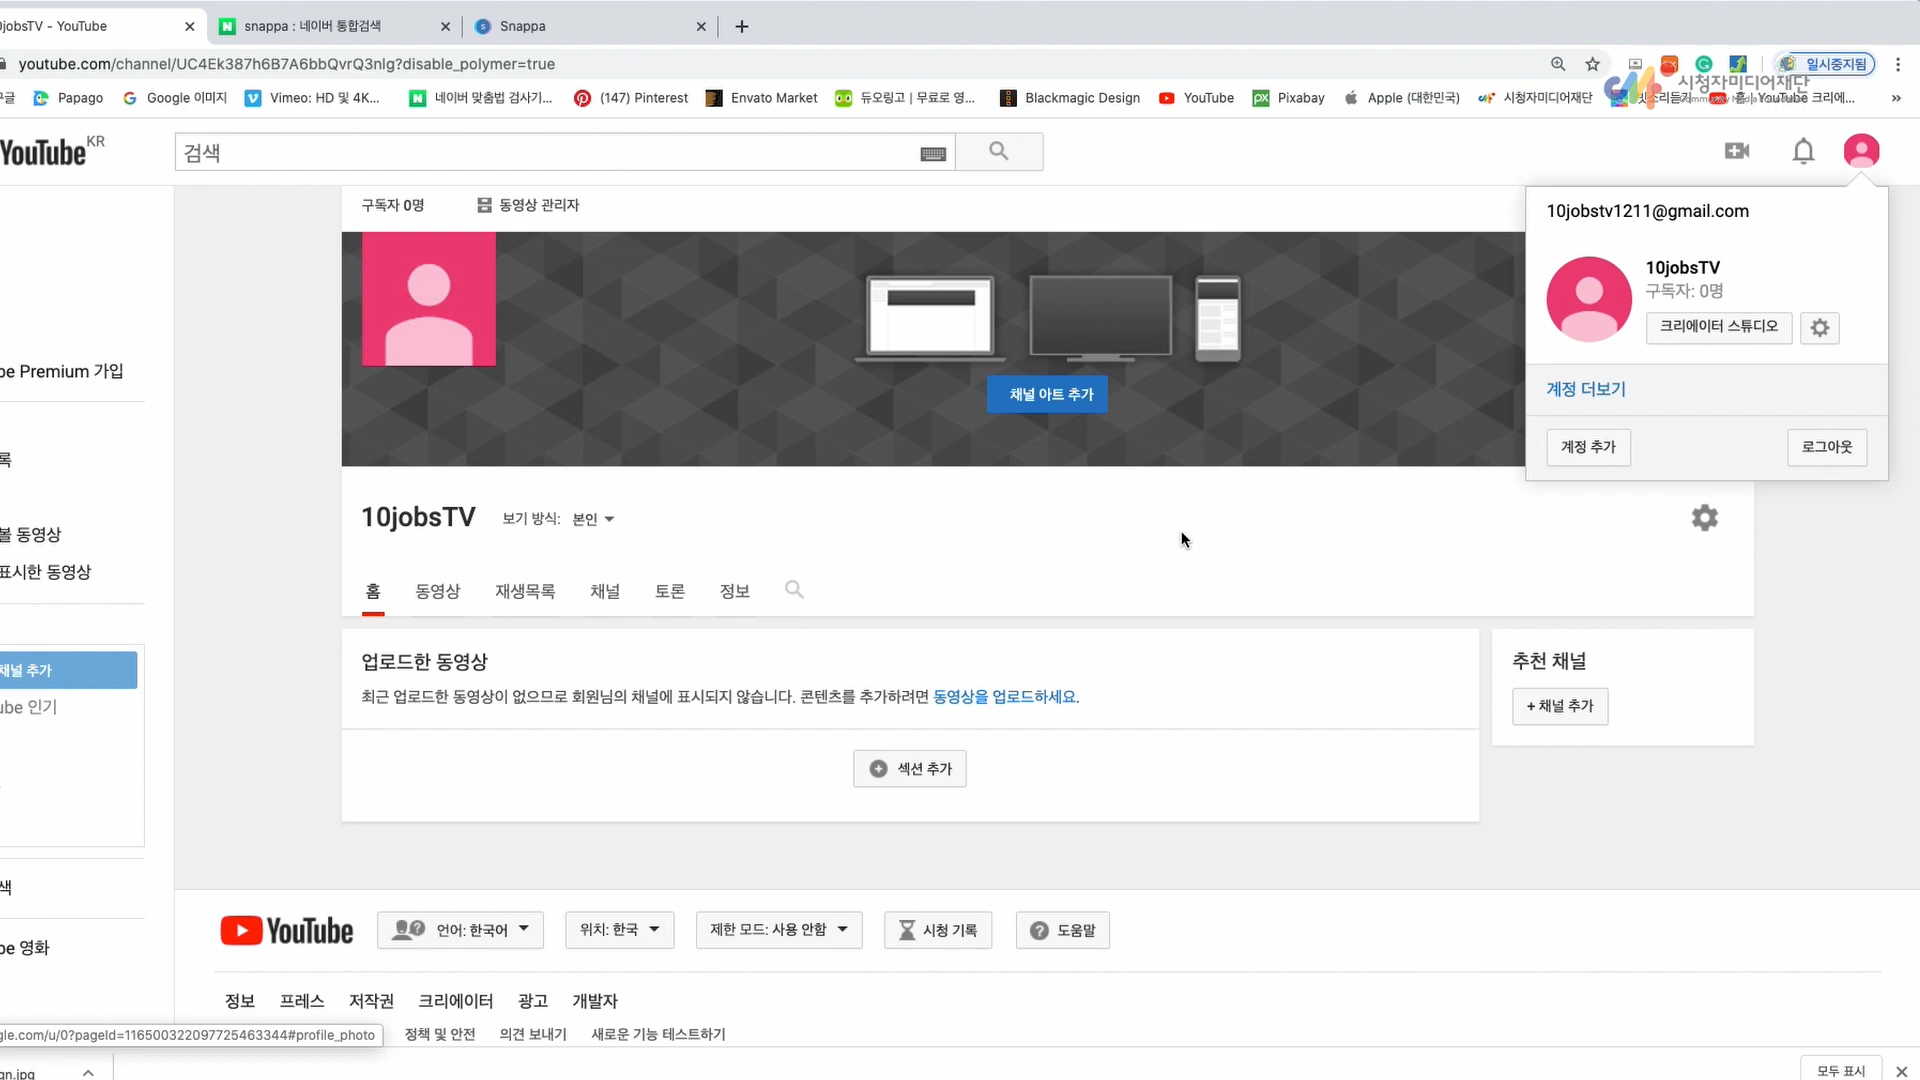 jobsTV - YouTube
snappa : 네이버 통합검색
Snappa
youtube.com/channel/UC4Ek387h6B7A6bbQvrQ3nlg?disable_polymer=true
일시중지됨
시청자미디어재단
Papago
Google 이미지
Vimeo: HD 및 4K...
네이버 맞춤법 검사기...
(147) Pinterest
Envato Market
듀오링고 | 무료로 영...
Blackmagic Design
YouTube
Pixabay
Apple (대한민국)
시청자미디어재단
빗소리듣기
홈 | YouTube 크리에...
»
YouTube KR
검색
10jobstv1211@gmail.com
10jobsTV
구독자: 0명
크리에이터 스튜디오
계정 더보기
계정 추가
로그아웃
구독자 0명
동영상 관리자
채널 아트 추가
be Premium 가입
록
볼 동영상
표시한 동영상
채널 추가
ube 인기
색
be 영화
10jobsTV
보기 방식: 본인
홈
동영상
재생목록
채널
토론
정보
업로드한 동영상
최근 업로드한 동영상이 없으므로 회원님의 채널에 표시되지 않습니다. 콘텐츠를 추가하려면 동영상을 업로드하세요.
섹션 추가
추천 채널
+ 채널 추가
YouTube
언어: 한국어
위치: 한국
제한 모드: 사용 안함
시청 기록
도움말
정보
프레스
저작권
크리에이터
광고
개발자
정책 및 안전
의견 보내기
새로운 기능 테스트하기
gle.com/u/0?pageId=116500322097725463344#profile_photo
gn.jpg
모두 표시